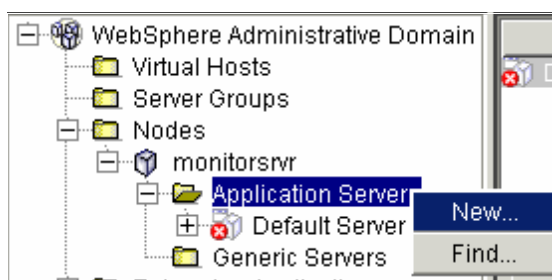 WebSphere Administrative Domain
Virtual Hosts
Server Groups
Nodes
monitorsrvr
Application Server
New...
Default Server
Find...
Generic Servers